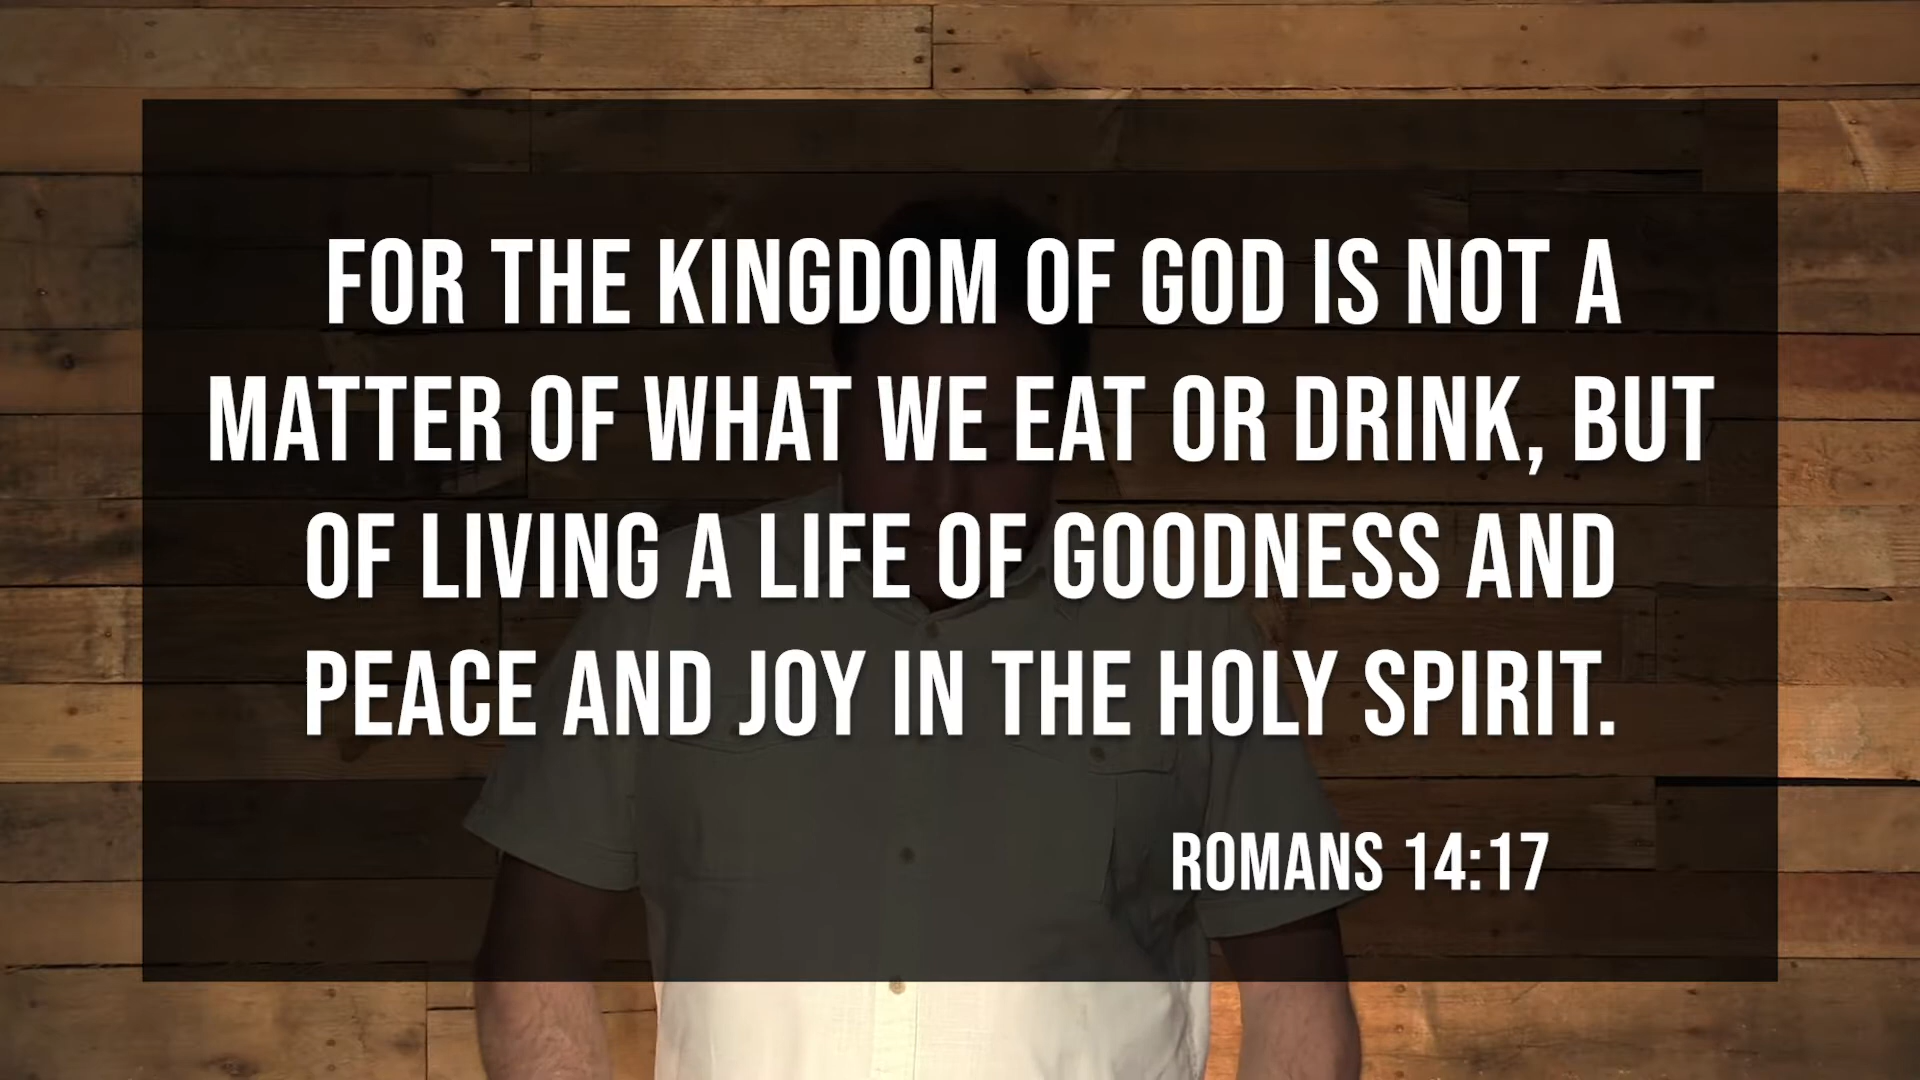 FOR THE KINGDOM OF GOD IS NOT A
MATTER OF WHAT WE EAT OR DRINK, BUT
OF LIVING A LIFE OF GOODNESS AND
PEACE AND JOY IN THE HOLY SPIRIT.
ROMANS 14:17